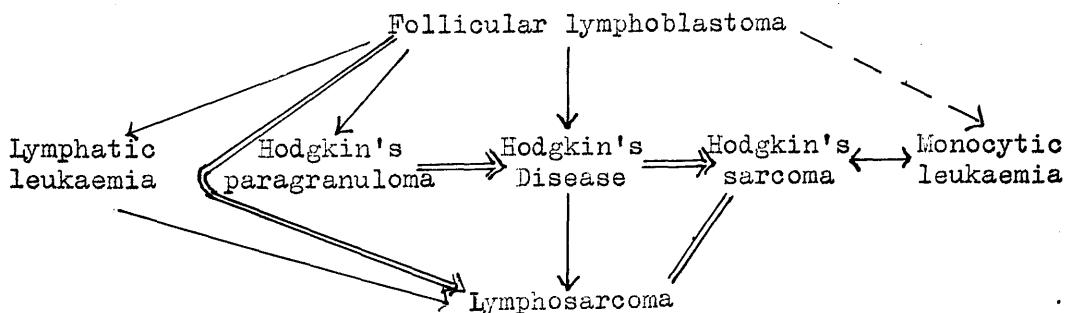 Follicular lymphoblastoma
Lymphatic
leukaemia
Hodgkin's
paragranuloma
Hodgkin's
Disease
Hodgkin's
sarcoma
Monocytic
leukaemia
Lymphosarcoma